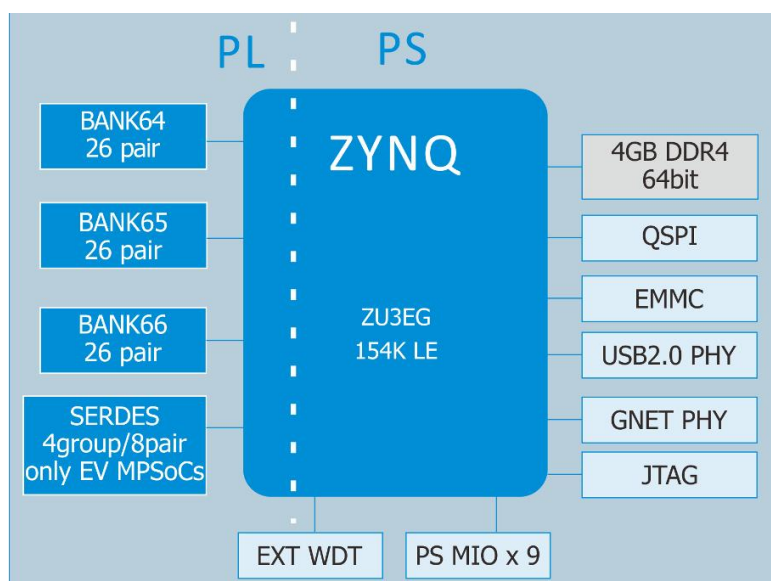 PL
PS
BANK64
26 pair
BANK65
26 pair
BANK66
26 pair
SERDES
4group/8pair
only EV MPSoCs
ZYNQ
ZU3EG
154K LE
4GB DDR4
64bit
QSPI
EMMC
USB2.0 PHY
GNET PHY
JTAG
EXT WDT
PS MIO x 9